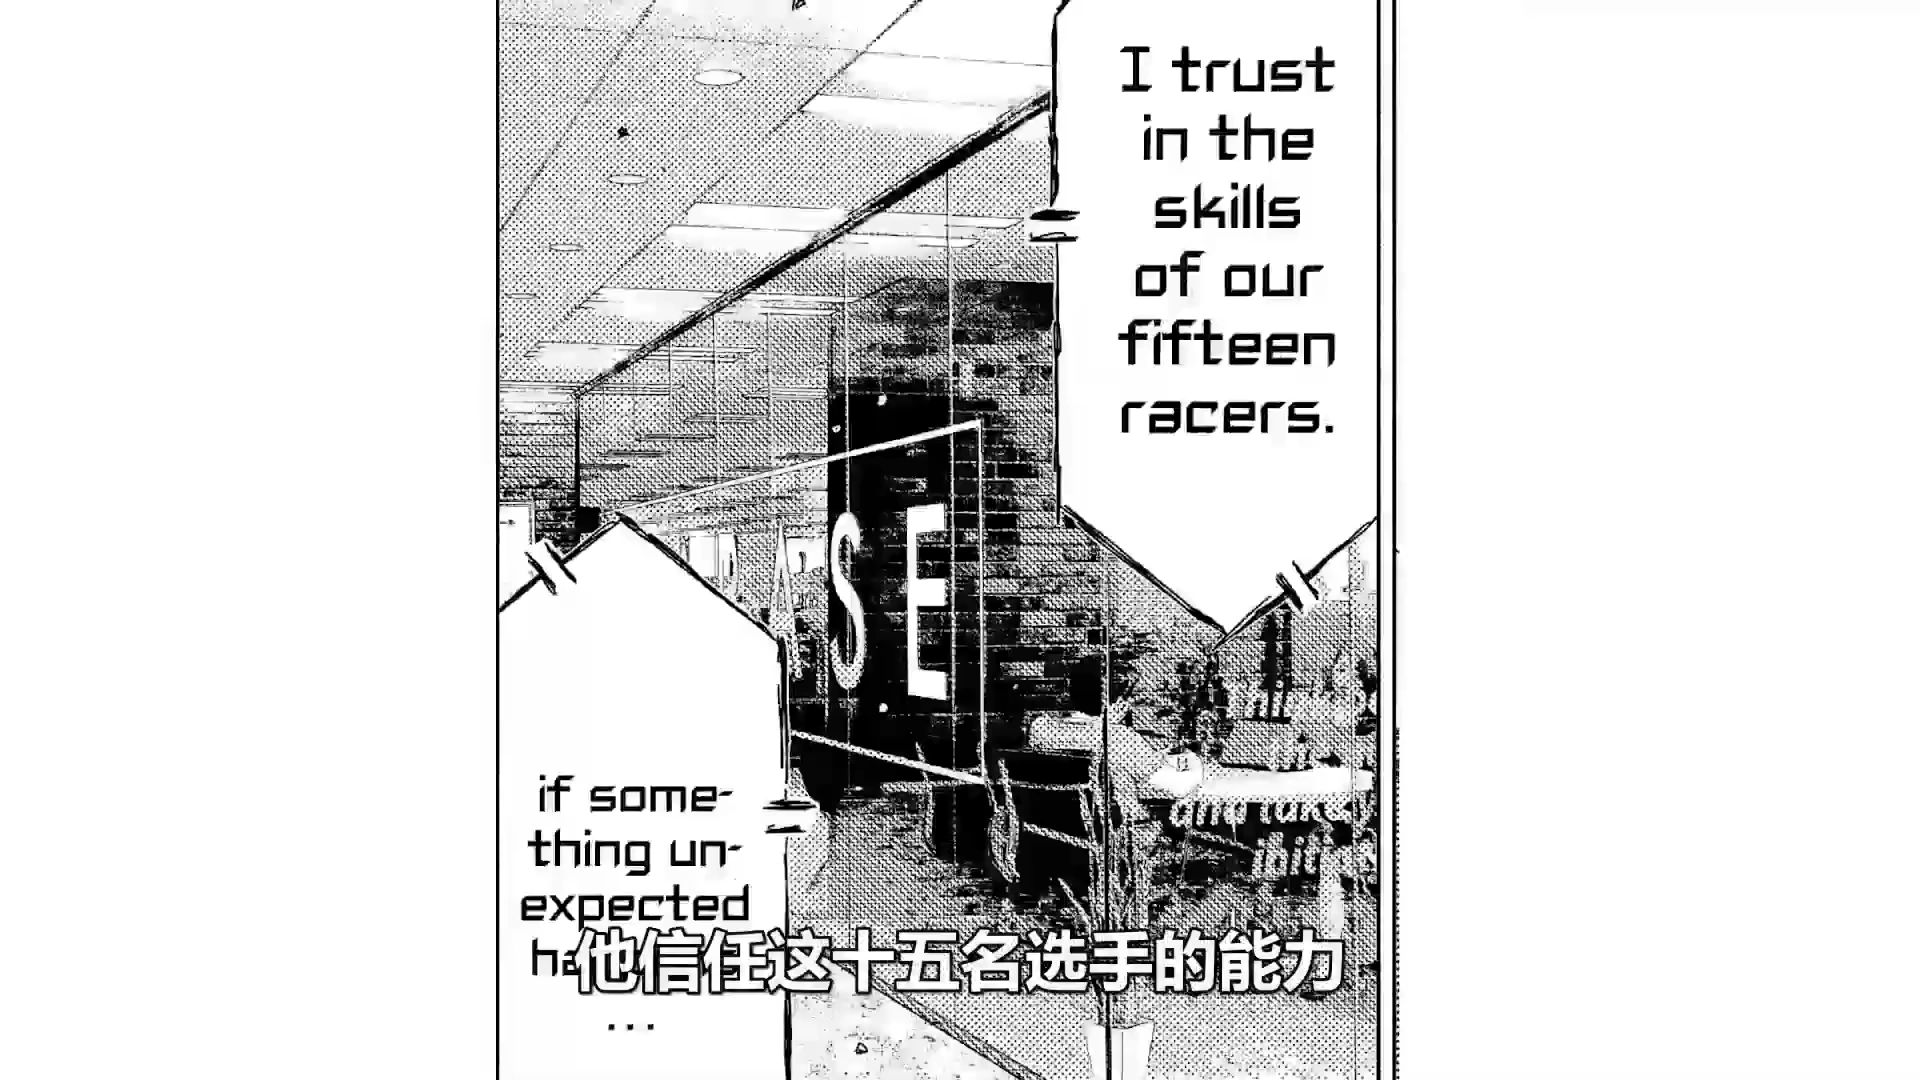 I trust
in the
skills
of our
fifteen
racers.
S E
if some-
thing un-
expected
...
他信任这十五名选手的能力